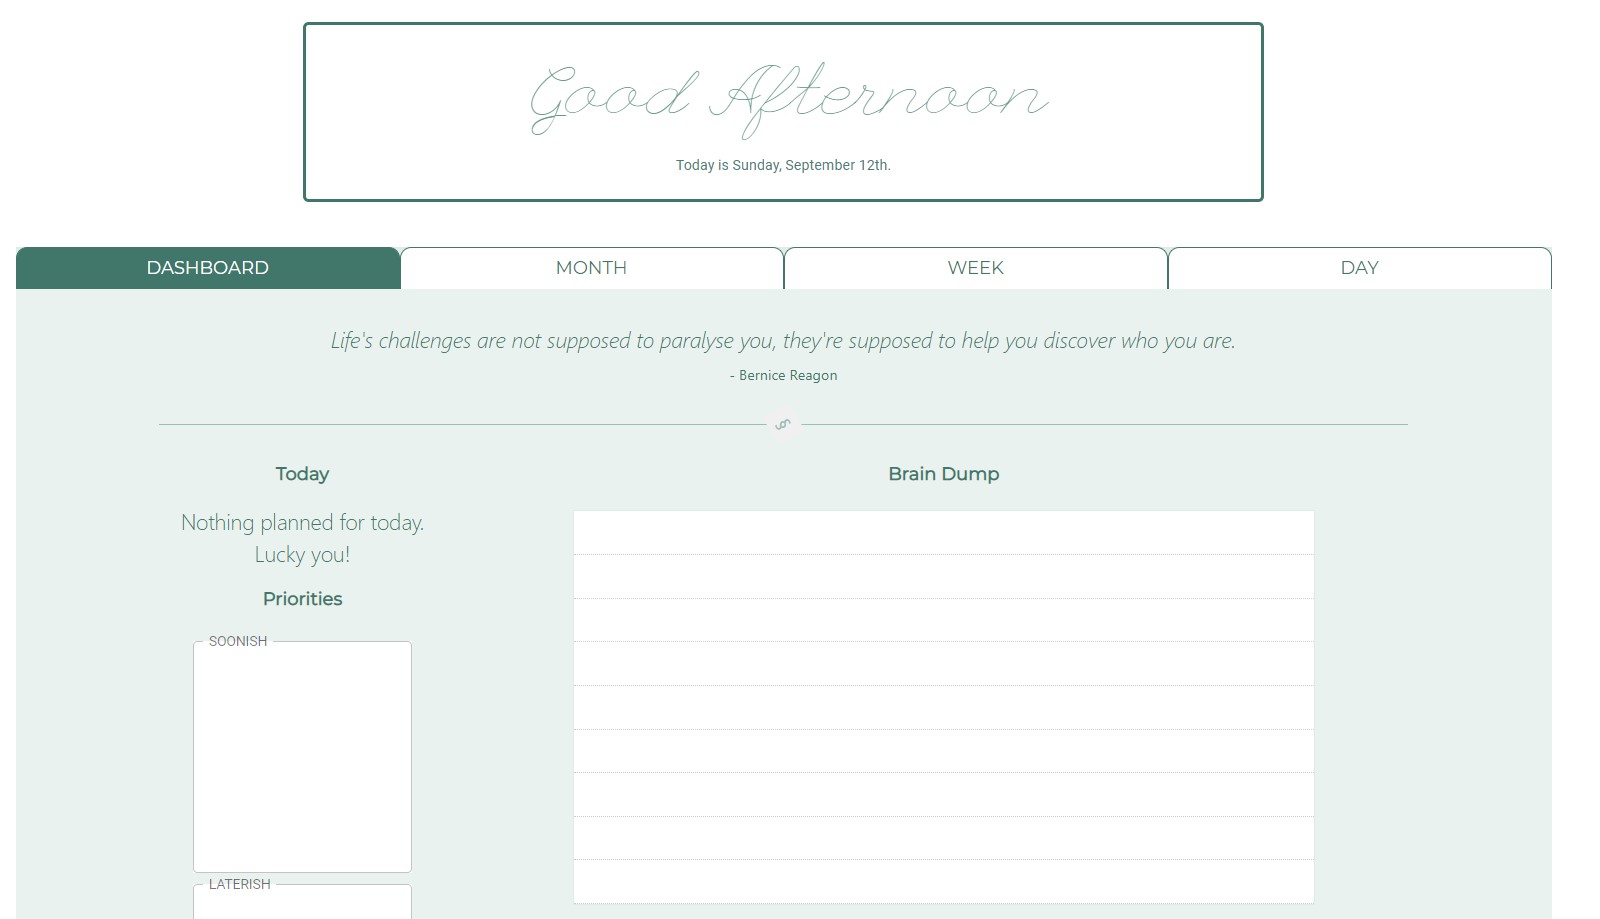 Good Afternoon
Today is Sunday, September 12th.
DASHBOARD
MONTH
WEEK
DAY
Life's challenges are not supposed to paralyse you, they're supposed to help you discover who you are.
- Bernice Reagon
§
Today
Nothing planned for today.
Lucky you!
Priorities
SOONISH
LATERISH
Brain Dump